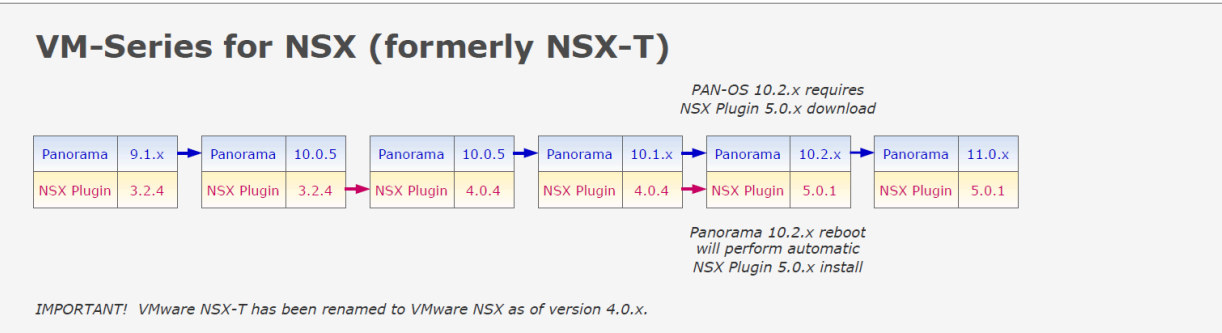 VM-Series for NSX (formerly NSX-T)
PAN-OS 10.2.x requires
NSX Plugin 5.0.x download
Panorama 9.1.x Panorama 10.0.5 Panorama 10.0.5 Panorama 10.1.x Panorama 10.2.x Panorama 11.0.x
NSX Plugin 3.2.4 NSX Plugin 3.2.4 NSX Plugin 4.0.4 NSX Plugin 4.0.4 NSX Plugin 5.0.1 NSX Plugin 5.0.1
Panorama 10.2.x reboot
will perform automatic
NSX Plugin 5.0.x install
IMPORTANT! VMware NSX-T has been renamed to VMware NSX as of version 4.0.x.